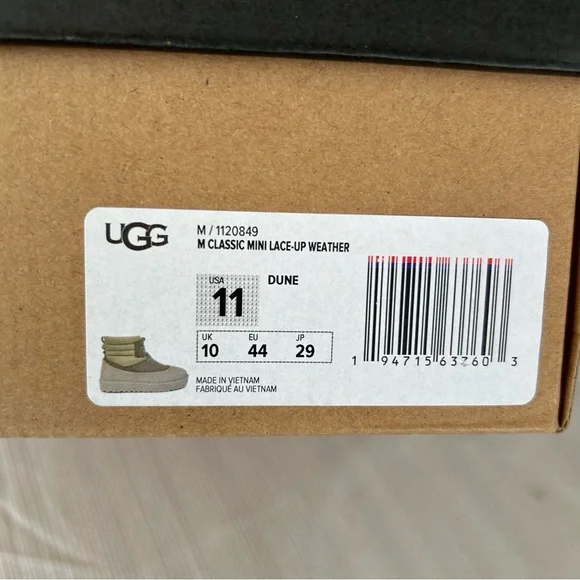 UGG
M / 1120849
M CLASSIC MINI LACE-UP WEATHER
USA
11
DUNE
UK EU JP
10 44 29
MADE IN VIETNAM
FABRIQUÉ AU VIETNAM
1 94715 63760 3